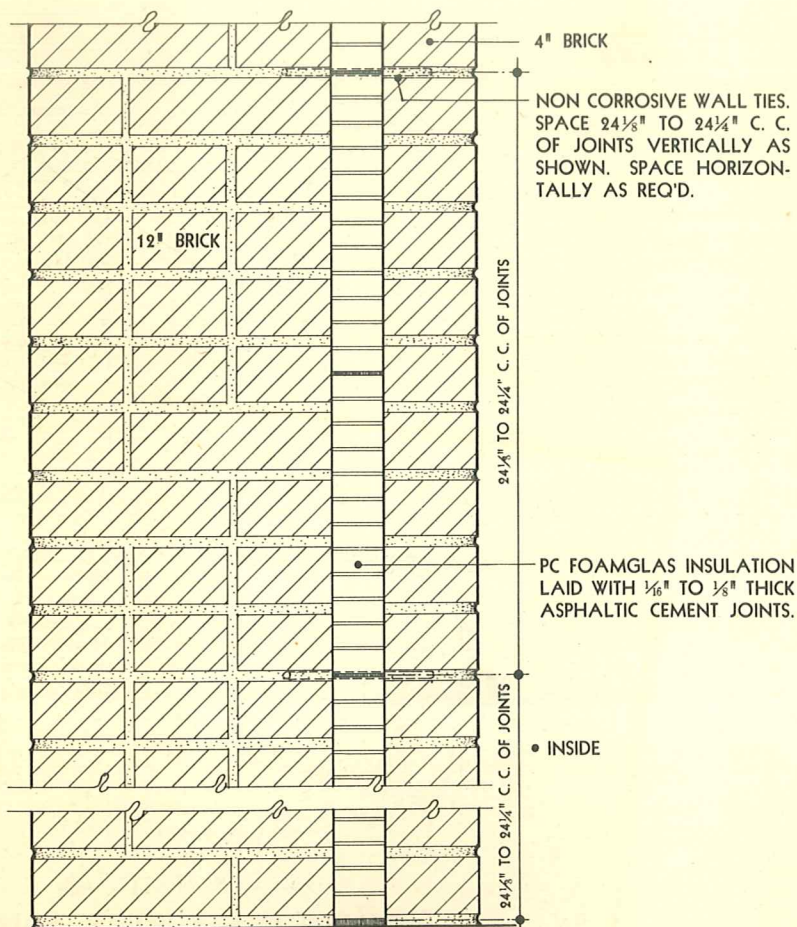 4" BRICK
NON CORROSIVE WALL TIES.
SPACE 24⅛" TO 24¼" C. C.
OF JOINTS VERTICALLY AS
SHOWN. SPACE HORIZON-
TALLY AS REQ'D.
12" BRICK
24⅛" TO 24¼" C. C. OF JOINTS
PC FOAMGLAS INSULATION
LAID WITH 1⁄16" TO ⅛" THICK
ASPHALTIC CEMENT JOINTS.
• INSIDE
24⅛" TO 24¼" C. C. OF JOINTS